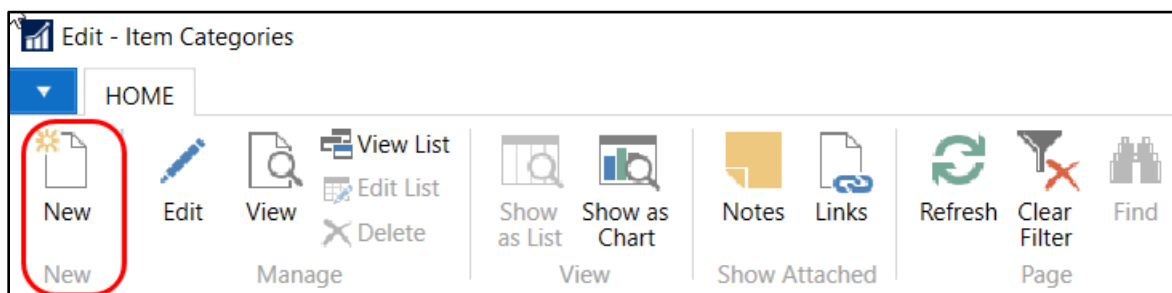 Edit - Item Categories
HOME
New
Edit
View
View List
Edit List
Delete
Show
as List
Show as
Chart
Notes
Links
Refresh
Clear
Filter
Find
New
Manage
View
Show Attached
Page